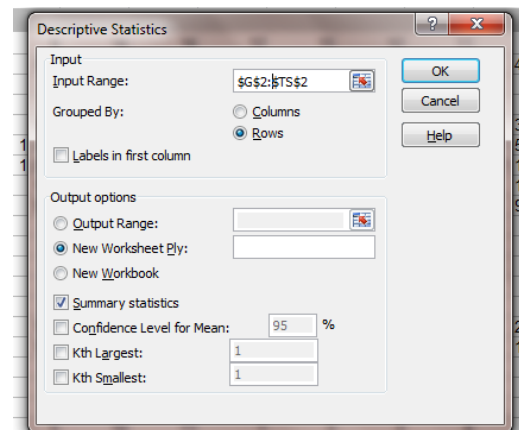 Descriptive Statistics
Input
Input Range: $G$2:$TS$2
OK
Grouped By: Columns
Cancel
Rows
Help
Labels in first column
Output options
Output Range:
New Worksheet Ply:
New Workbook
Summary statistics
Confidence Level for Mean: 95 %
Kth Largest: 1
Kth Smallest: 1